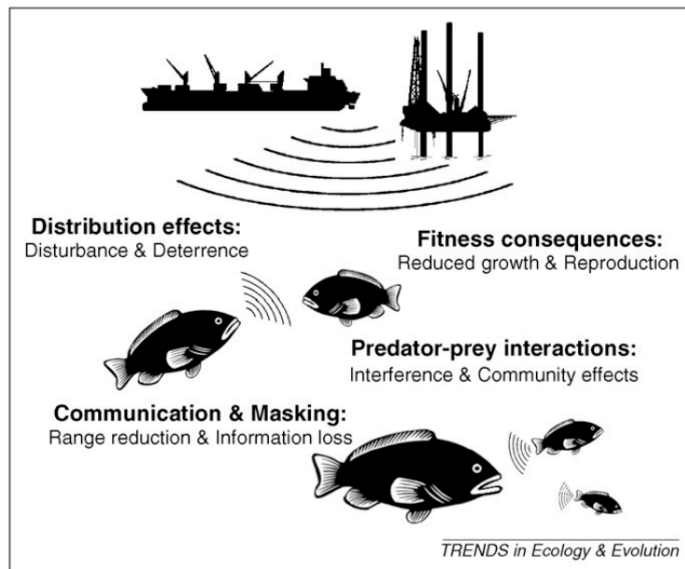 Distribution effects:
Disturbance & Deterrence
Fitness consequences:
Reduced growth & Reproduction
Predator-prey interactions:
Interference & Community effects
Communication & Masking:
Range reduction & Information loss
TRENDS in Ecology & Evolution